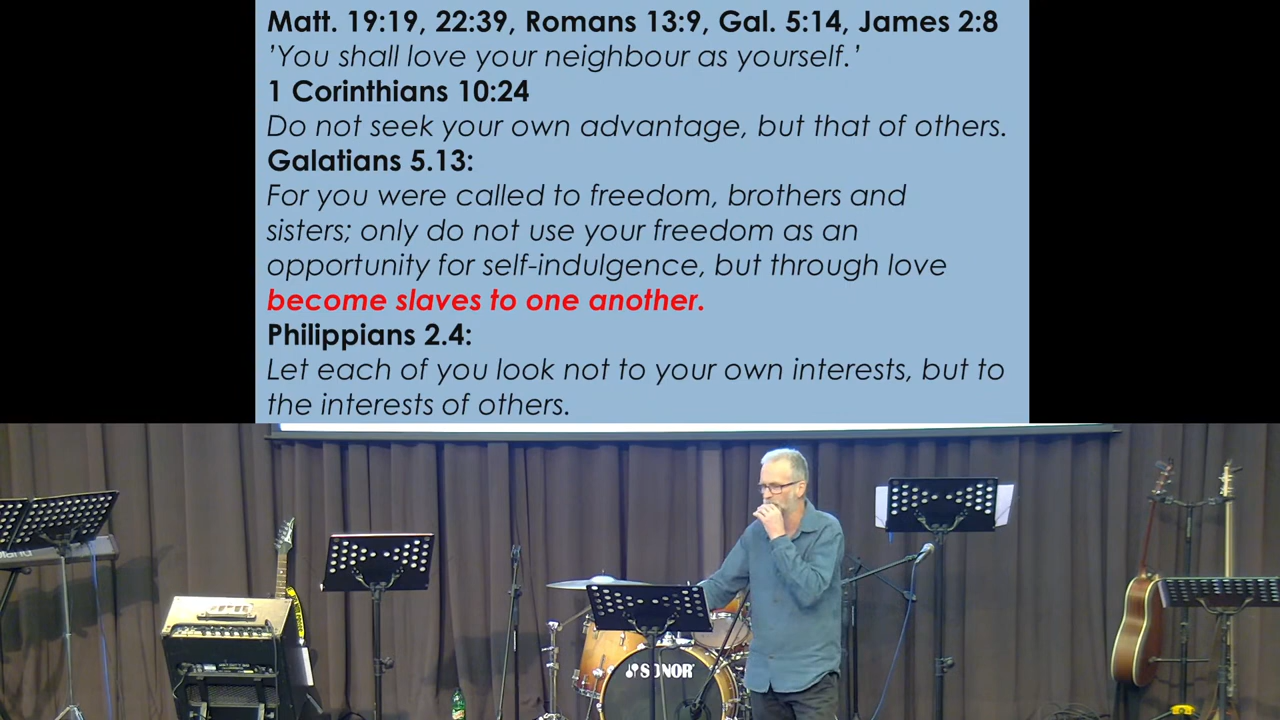 Matt. 19:19, 22:39, Romans 13:9, Gal. 5:14, James 2:8
'You shall love your neighbour as yourself.'
1 Corinthians 10:24
Do not seek your own advantage, but that of others.
Galatians 5.13:
For you were called to freedom, brothers and
sisters; only do not use your freedom as an
opportunity for self-indulgence, but through love
become slaves to one another.
Philippians 2.4:
Let each of you look not to your own interests, but to
the interests of others.
SONOR